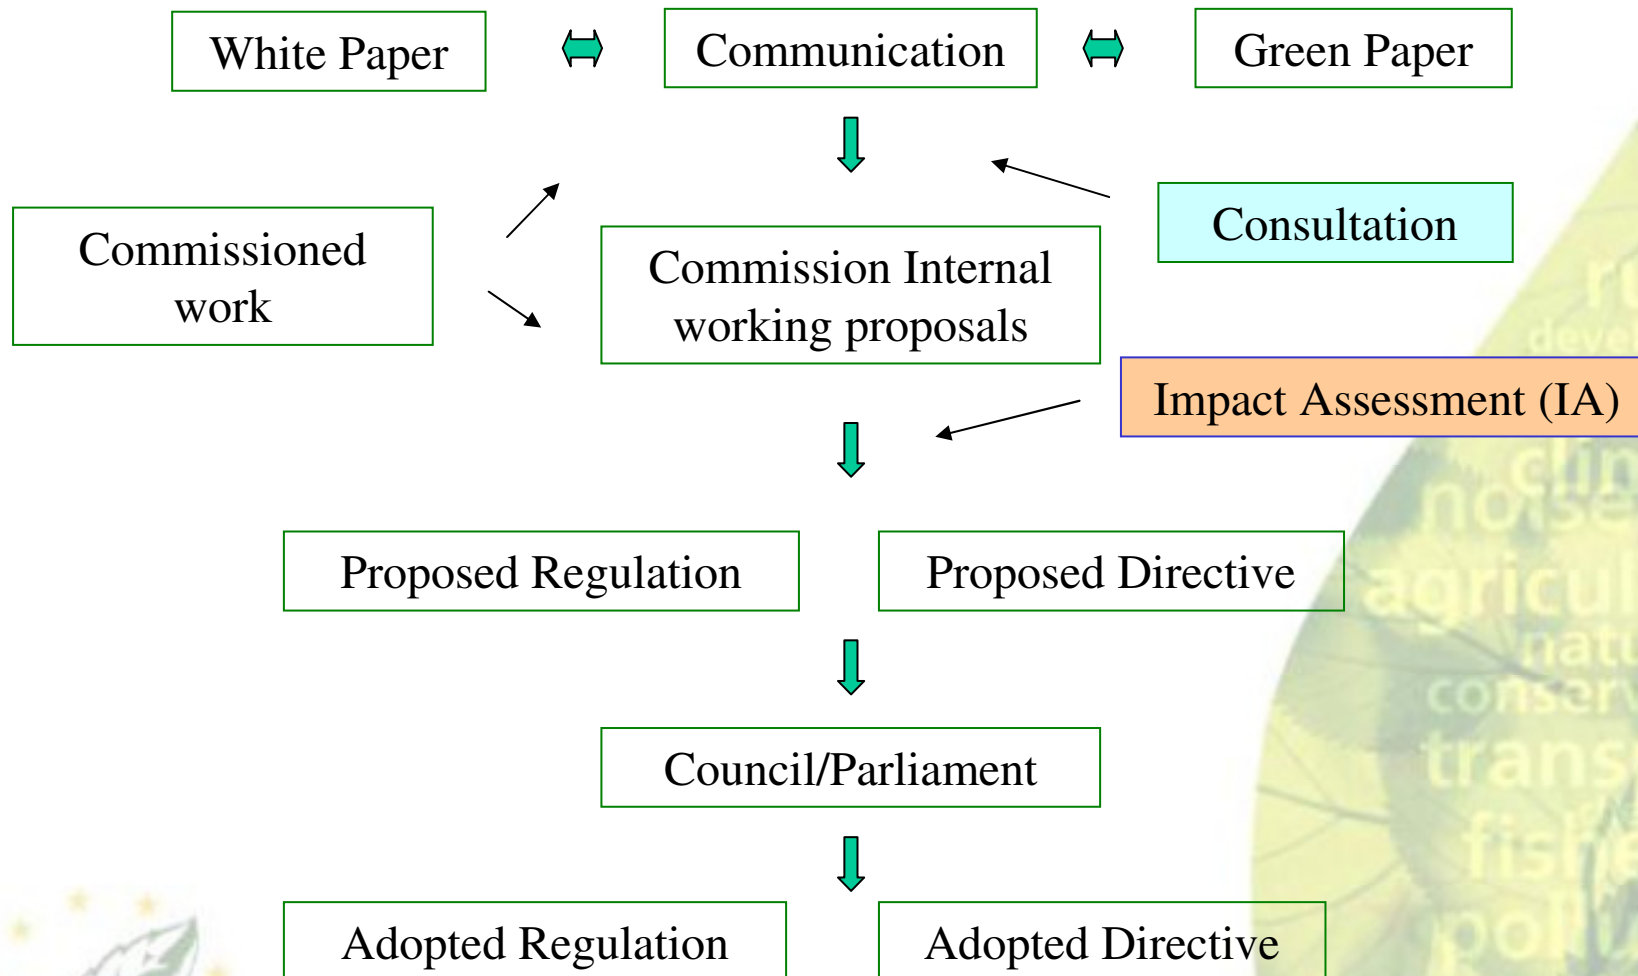 White Paper
Communication
Green Paper
Commissioned
work
Commission Internal
working proposals
Consultation
Impact Assessment (IA)
Proposed Regulation
Proposed Directive
Council/Parliament
Adopted Regulation
Adopted Directive
noise